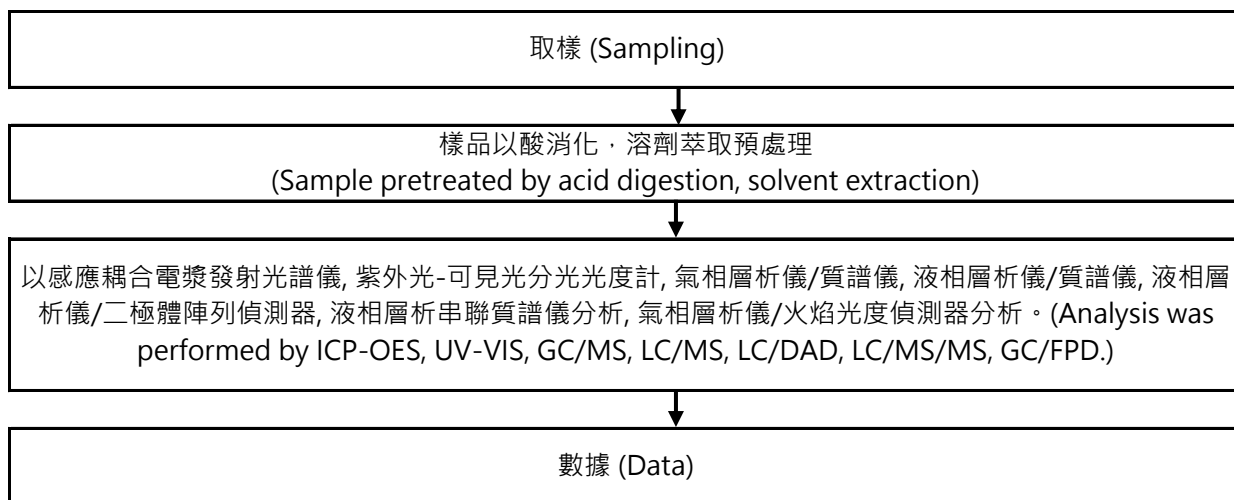 取樣 (Sampling)
樣品以酸消化，溶劑萃取預處理
(Sample pretreated by acid digestion, solvent extraction)
以感應耦合電漿發射光譜儀, 紫外光-可見光分光光度計, 氣相層析儀/質譜儀, 液相層析儀/質譜儀, 液相層
析儀/二極體陣列偵測器, 液相層析串聯質譜儀分析, 氣相層析儀/火焰光度偵測器分析。(Analysis was
performed by ICP-OES, UV-VIS, GC/MS, LC/MS, LC/DAD, LC/MS/MS, GC/FPD.)
數據 (Data)